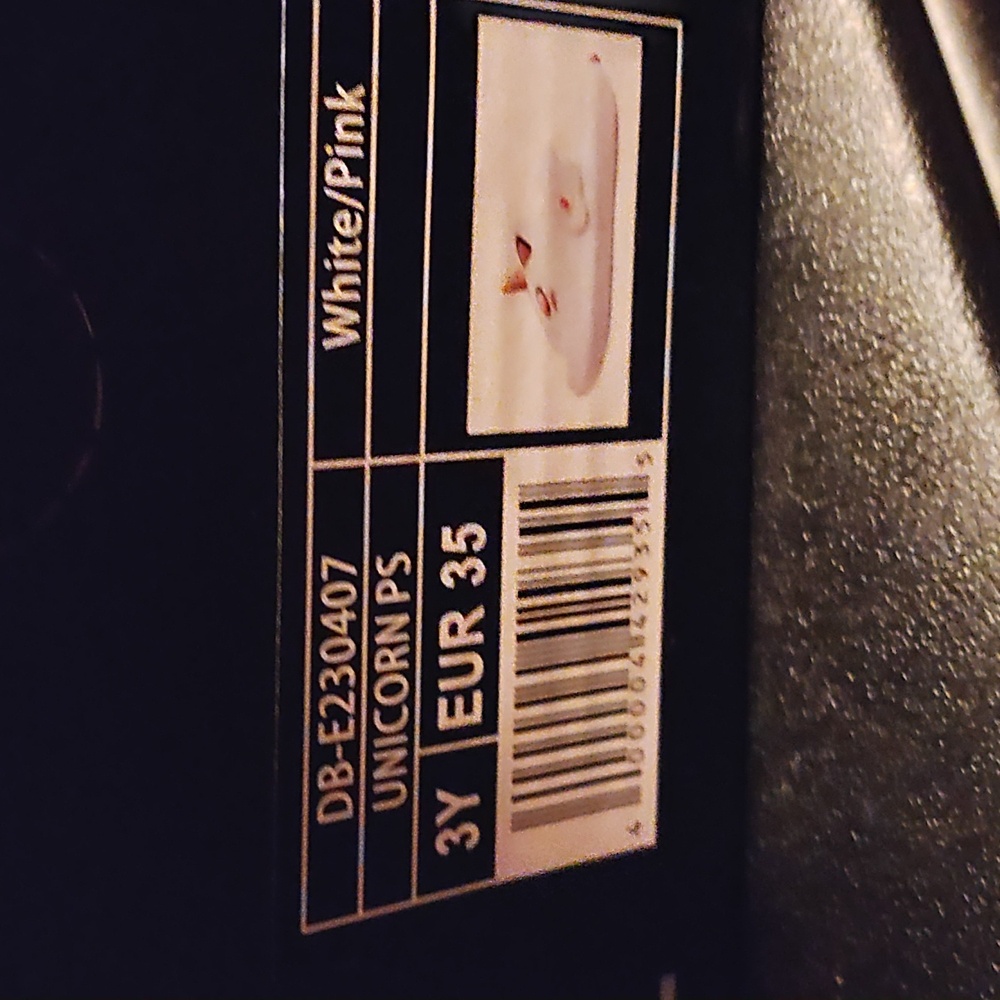 DB-E230407
White/Pink
UNICORN PS
3Y
EUR 35